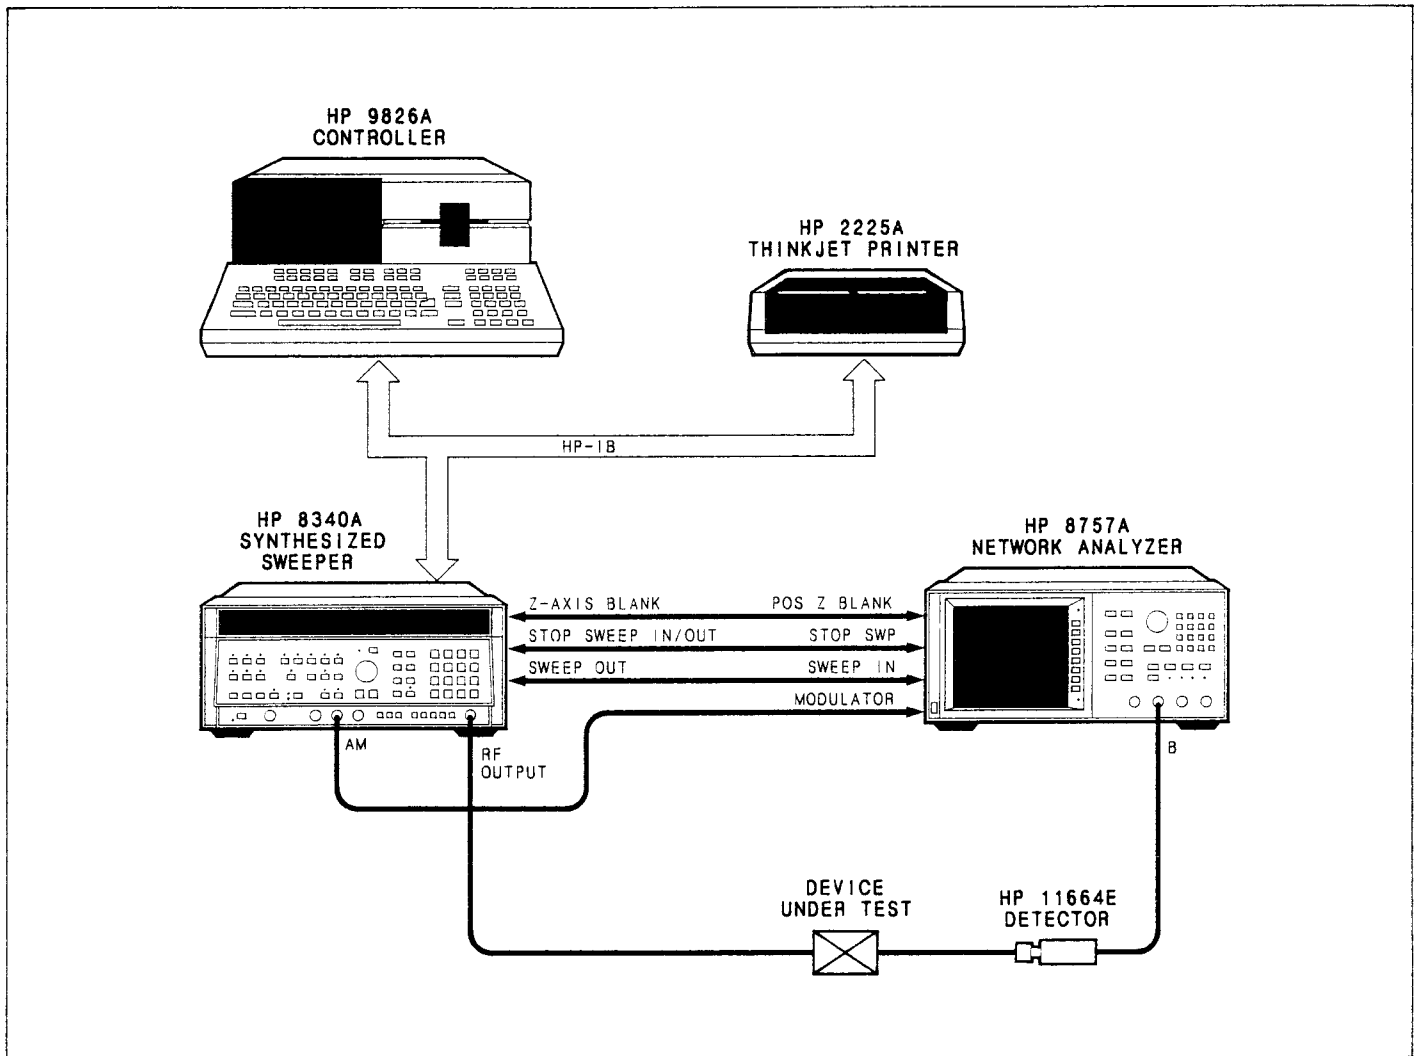 HP 9826A
CONTROLLER
HP 2225A
THINKJET PRINTER
HP-IB
HP 8340A
SYNTHESIZED
SWEEPER
HP 8757A
NETWORK ANALYZER
Z-AXIS BLANK
POS Z BLANK
STOP SWEEP IN/OUT
STOP SWP
SWEEP OUT
SWEEP IN
MODULATOR
AM
RF
OUTPUT
B
DEVICE
UNDER TEST
HP 11664E
DETECTOR